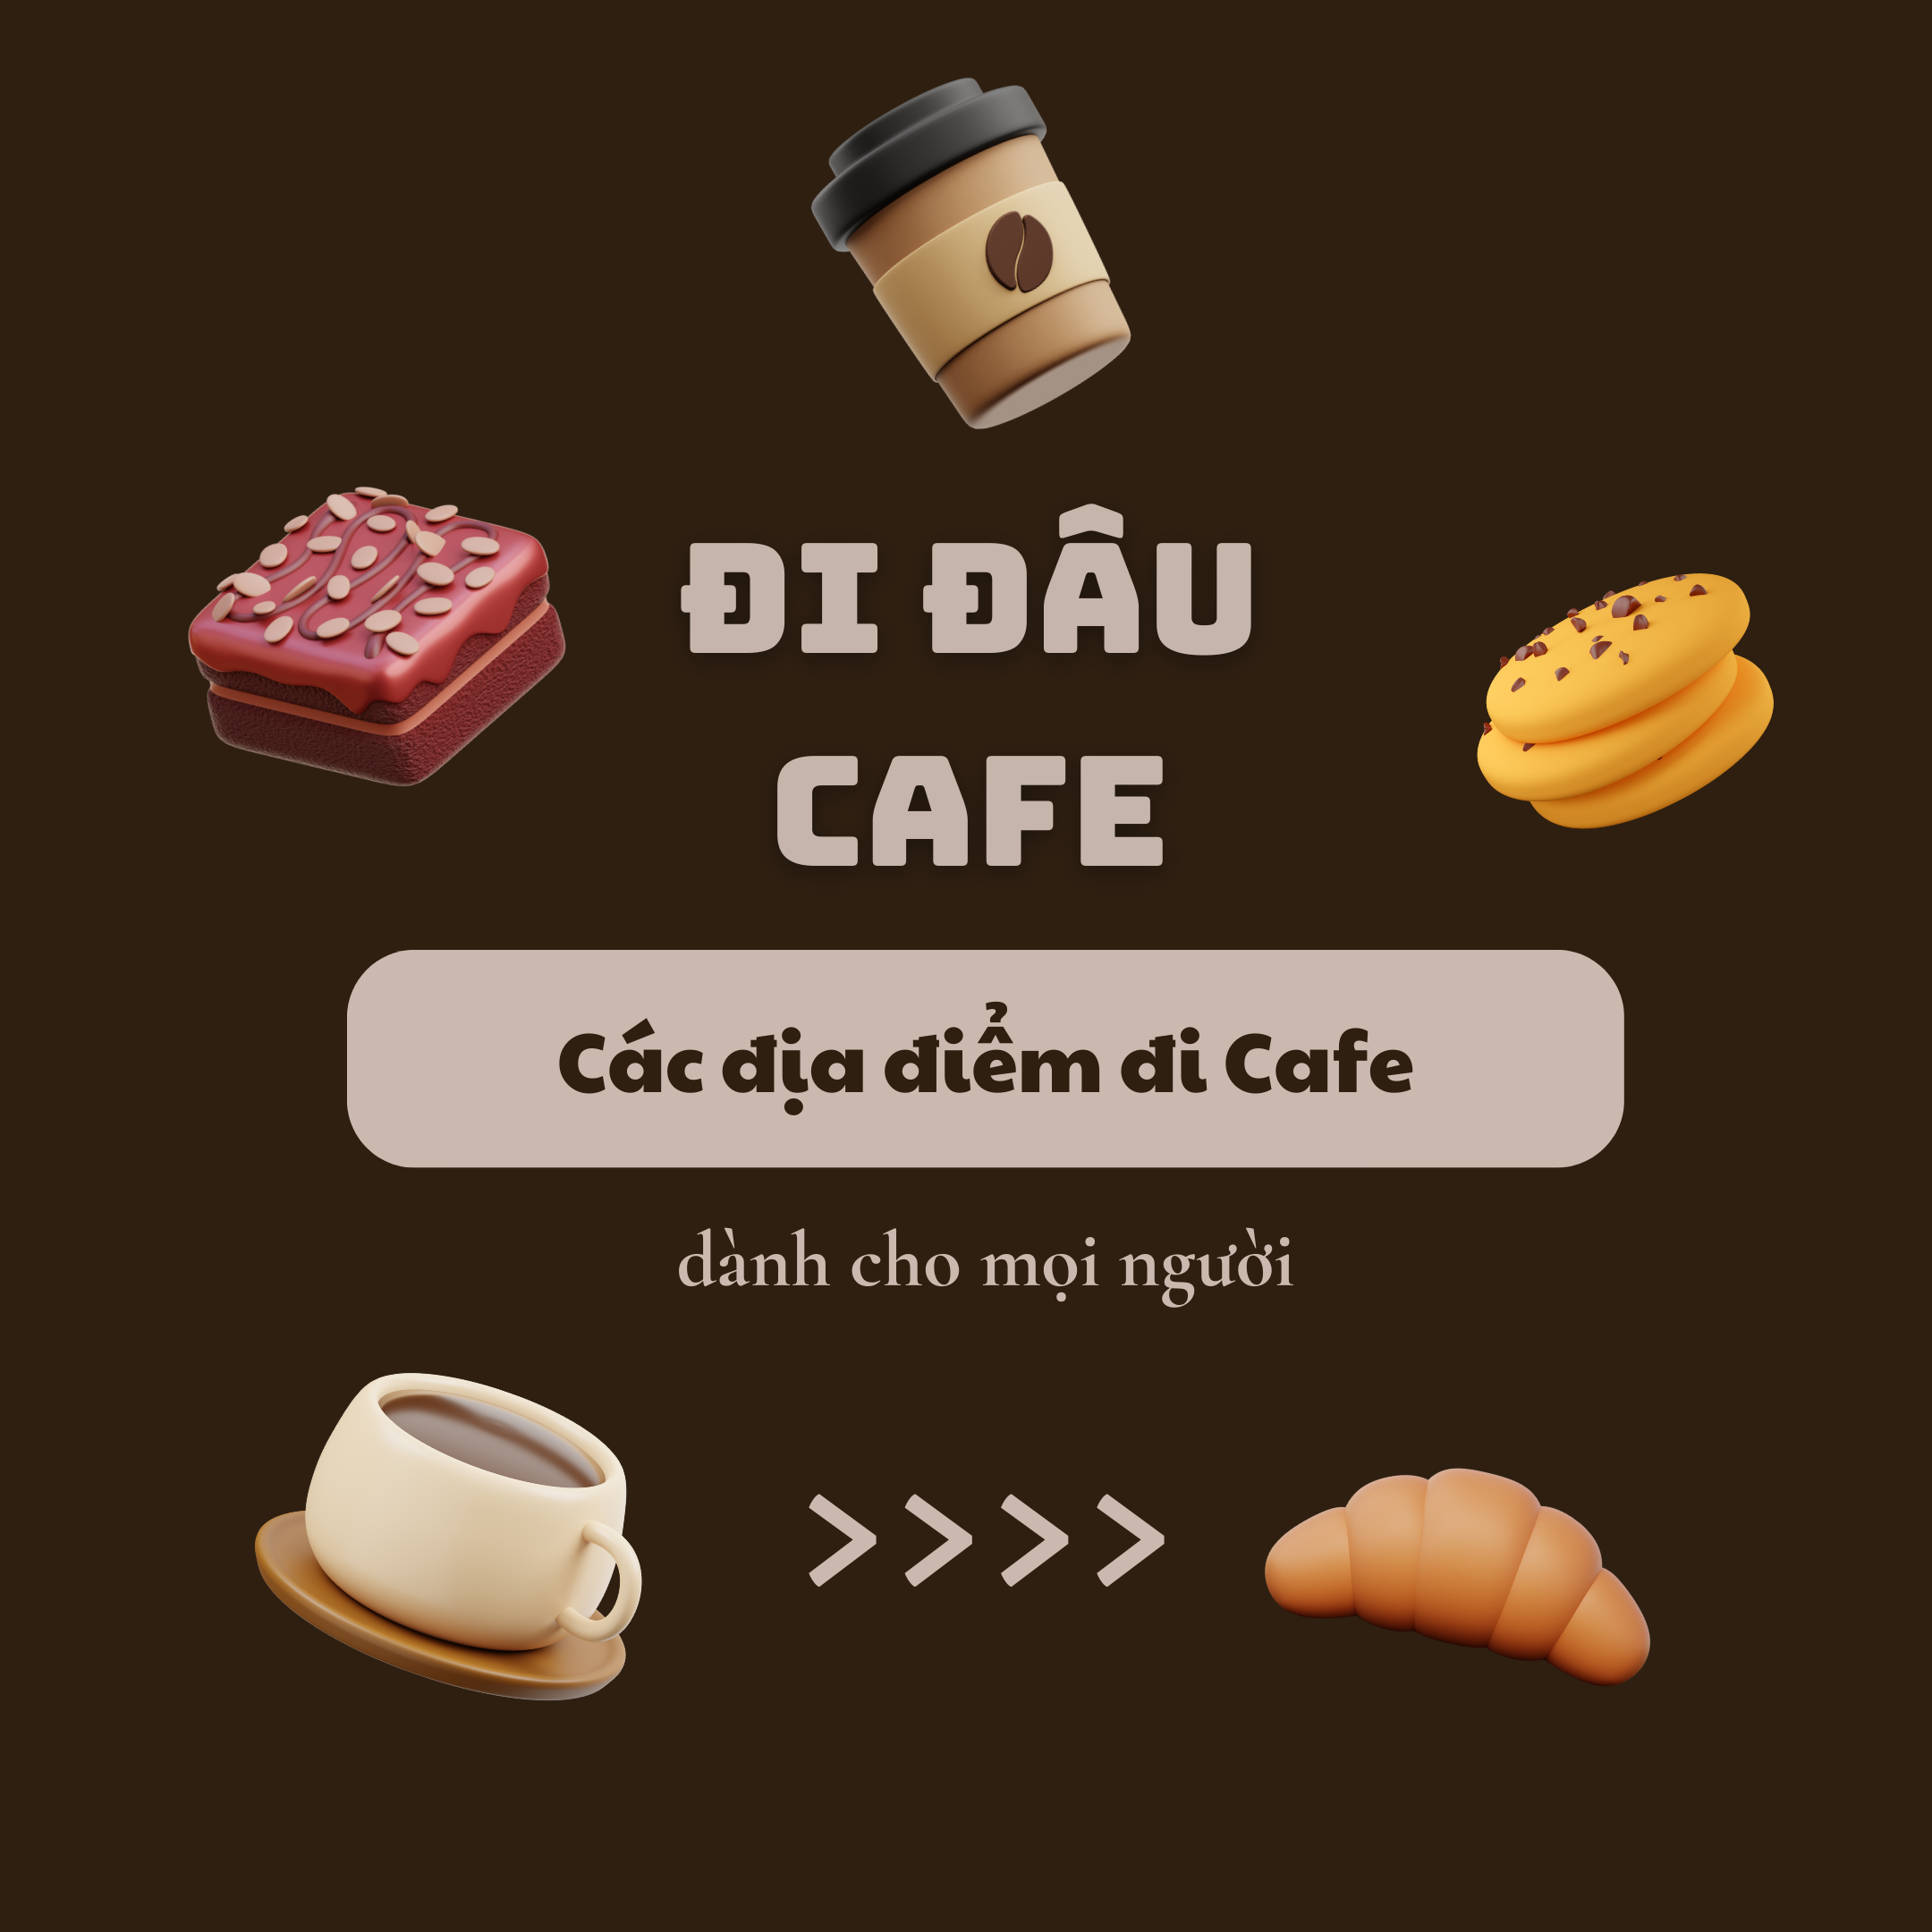 ĐI ĐÂU
CAFE
Các địa điểm đi Cafe
dành cho mọi người
>>>>